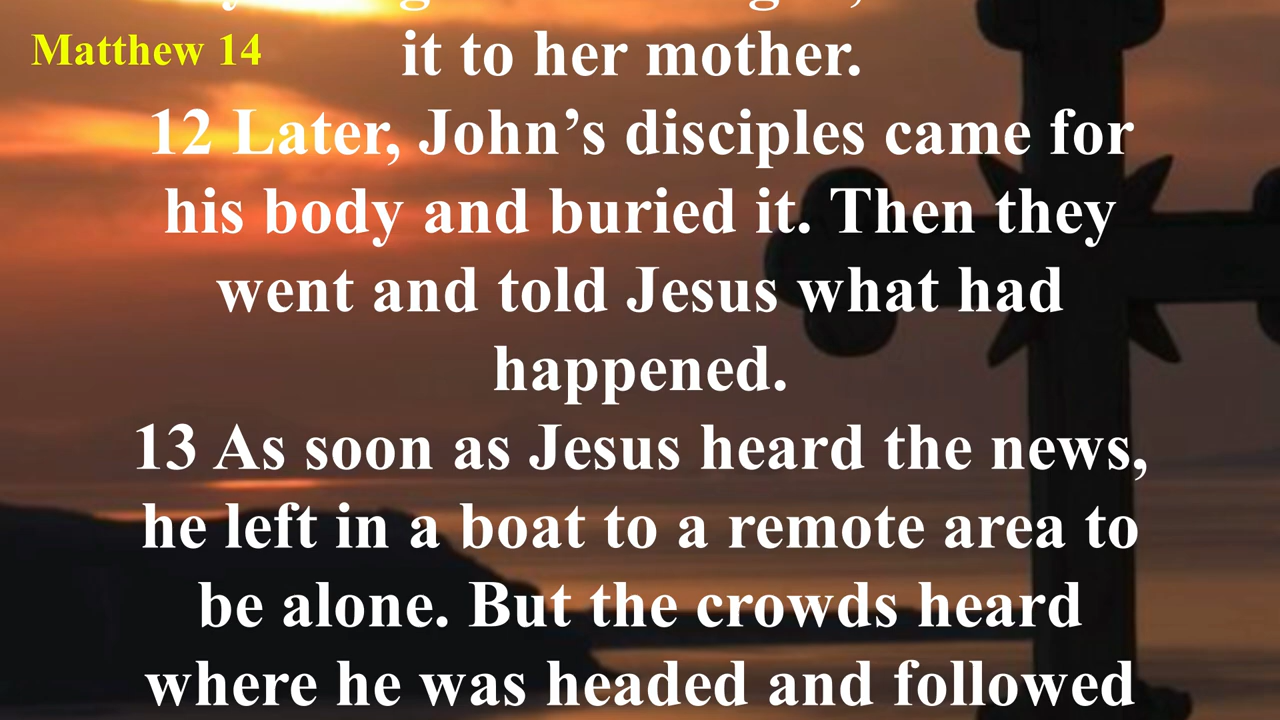 Matthew 14
it to her mother.
12 Later, John’s disciples came for
his body and buried it. Then they
went and told Jesus what had
happened.
13 As soon as Jesus heard the news,
he left in a boat to a remote area to
be alone. But the crowds heard
where he was headed and followed